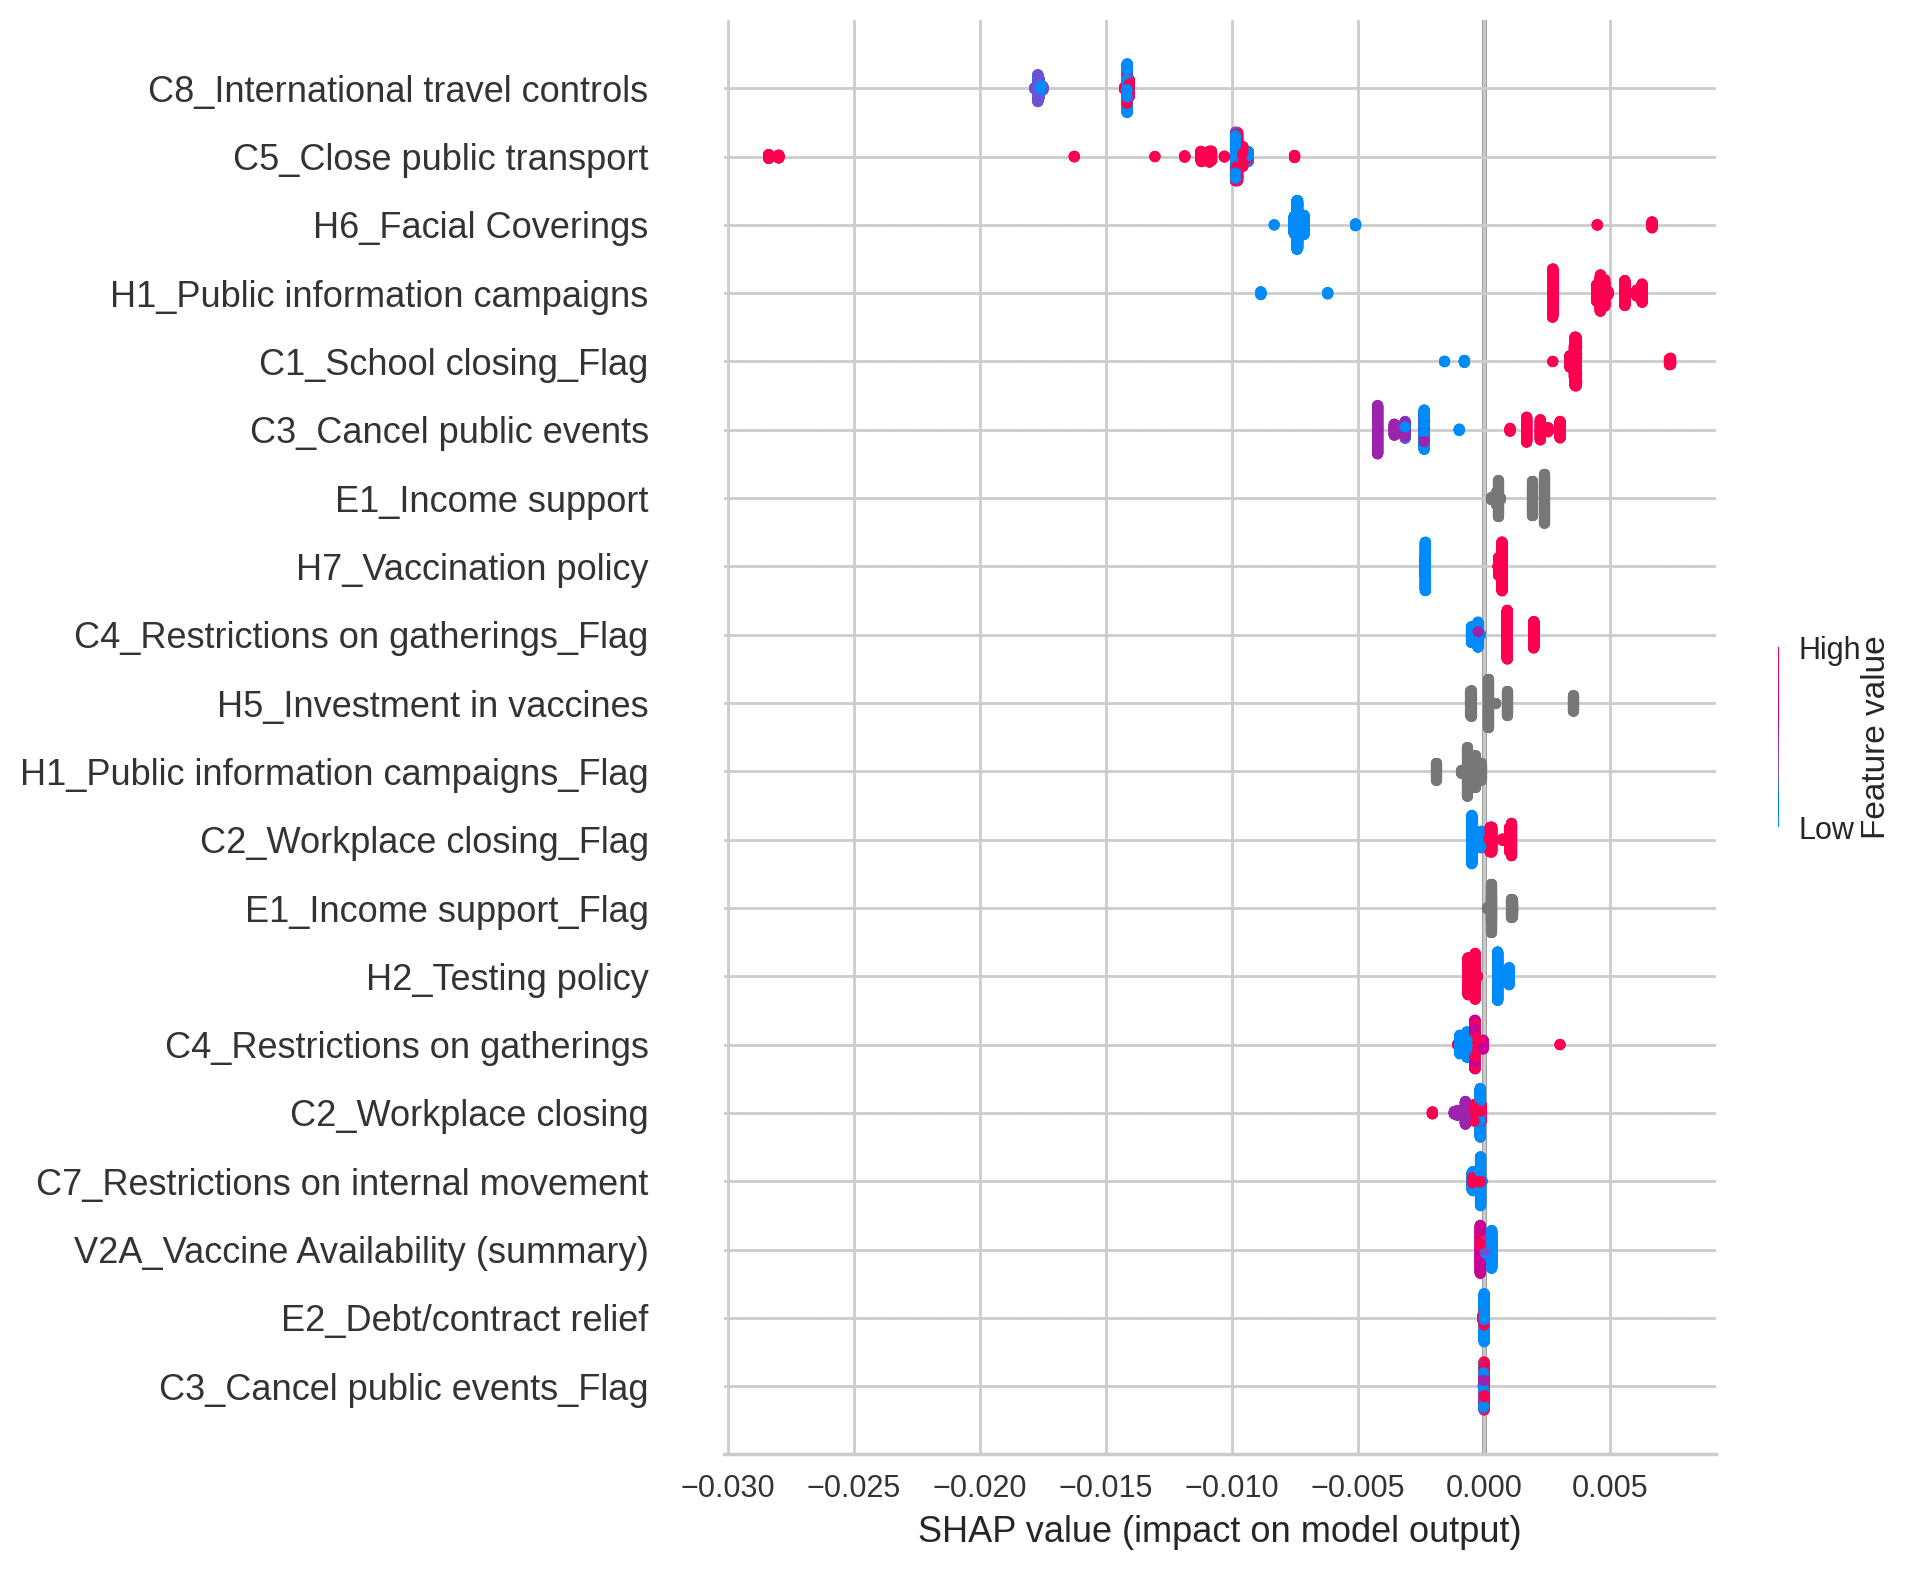 C8_International travel controls
C5_Close public transport
H6_Facial Coverings
H1_Public information campaigns
C1_School closing_Flag
C3_Cancel public events
E1_Income support
H7_Vaccination policy
C4_Restrictions on gatherings_Flag
H5_Investment in vaccines
H1_Public information campaigns_Flag
C2_Workplace closing_Flag
E1_Income support_Flag
H2_Testing policy
C4_Restrictions on gatherings
C2_Workplace closing
C7_Restrictions on internal movement
V2A_Vaccine Availability (summary)
E2_Debt/contract relief
C3_Cancel public events_Flag
−0.030 −0.025 −0.020 −0.015 −0.010 −0.005 0.000 0.005
SHAP value (impact on model output)
High
Low
Feature value